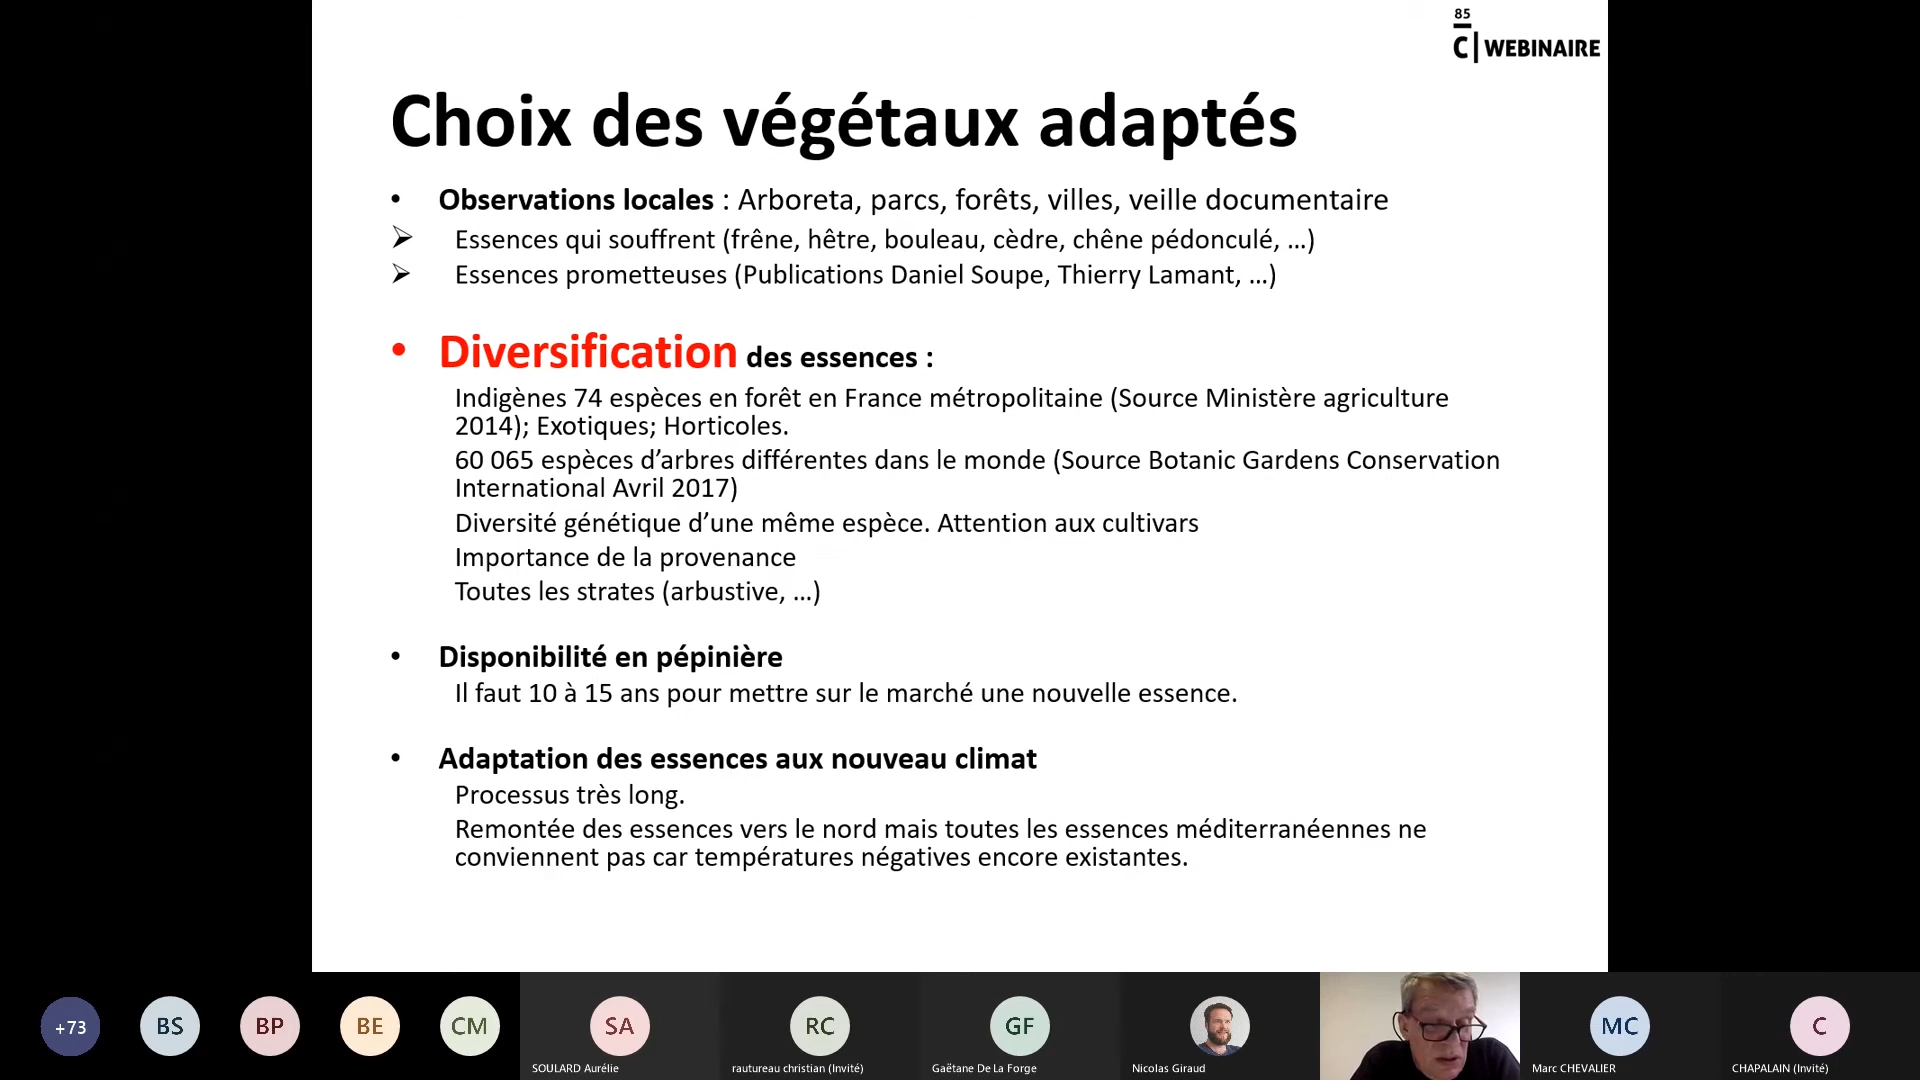 85
C | WEBINAIRE
Choix des végétaux adaptés
• Observations locales : Arboreta, parcs, forêts, villes, veille documentaire
➢ Essences qui souffrent (frêne, hêtre, bouleau, cèdre, chêne pédonculé, …)
➢ Essences prometteuses (Publications Daniel Soupe, Thierry Lamant, …)
• Diversification des essences :
Indigènes 74 espèces en forêt en France métropolitaine (Source Ministère agriculture
2014); Exotiques; Horticoles.
60 065 espèces d’arbres différentes dans le monde (Source Botanic Gardens Conservation
International Avril 2017)
Diversité génétique d’une même espèce. Attention aux cultivars
Importance de la provenance
Toutes les strates (arbustive, …)
• Disponibilité en pépinière
Il faut 10 à 15 ans pour mettre sur le marché une nouvelle essence.
• Adaptation des essences aux nouveau climat
Processus très long.
Remontée des essences vers le nord mais toutes les essences méditerranéennes ne
conviennent pas car températures négatives encore existantes.
+73 BS BP BE CM SA RC GF MC C
SOULARD Aurélie rautureau christian (Invité) Gaëtane De La Forge Nicolas Giraud Marc CHEVALIER CHAPALAIN (Invité)